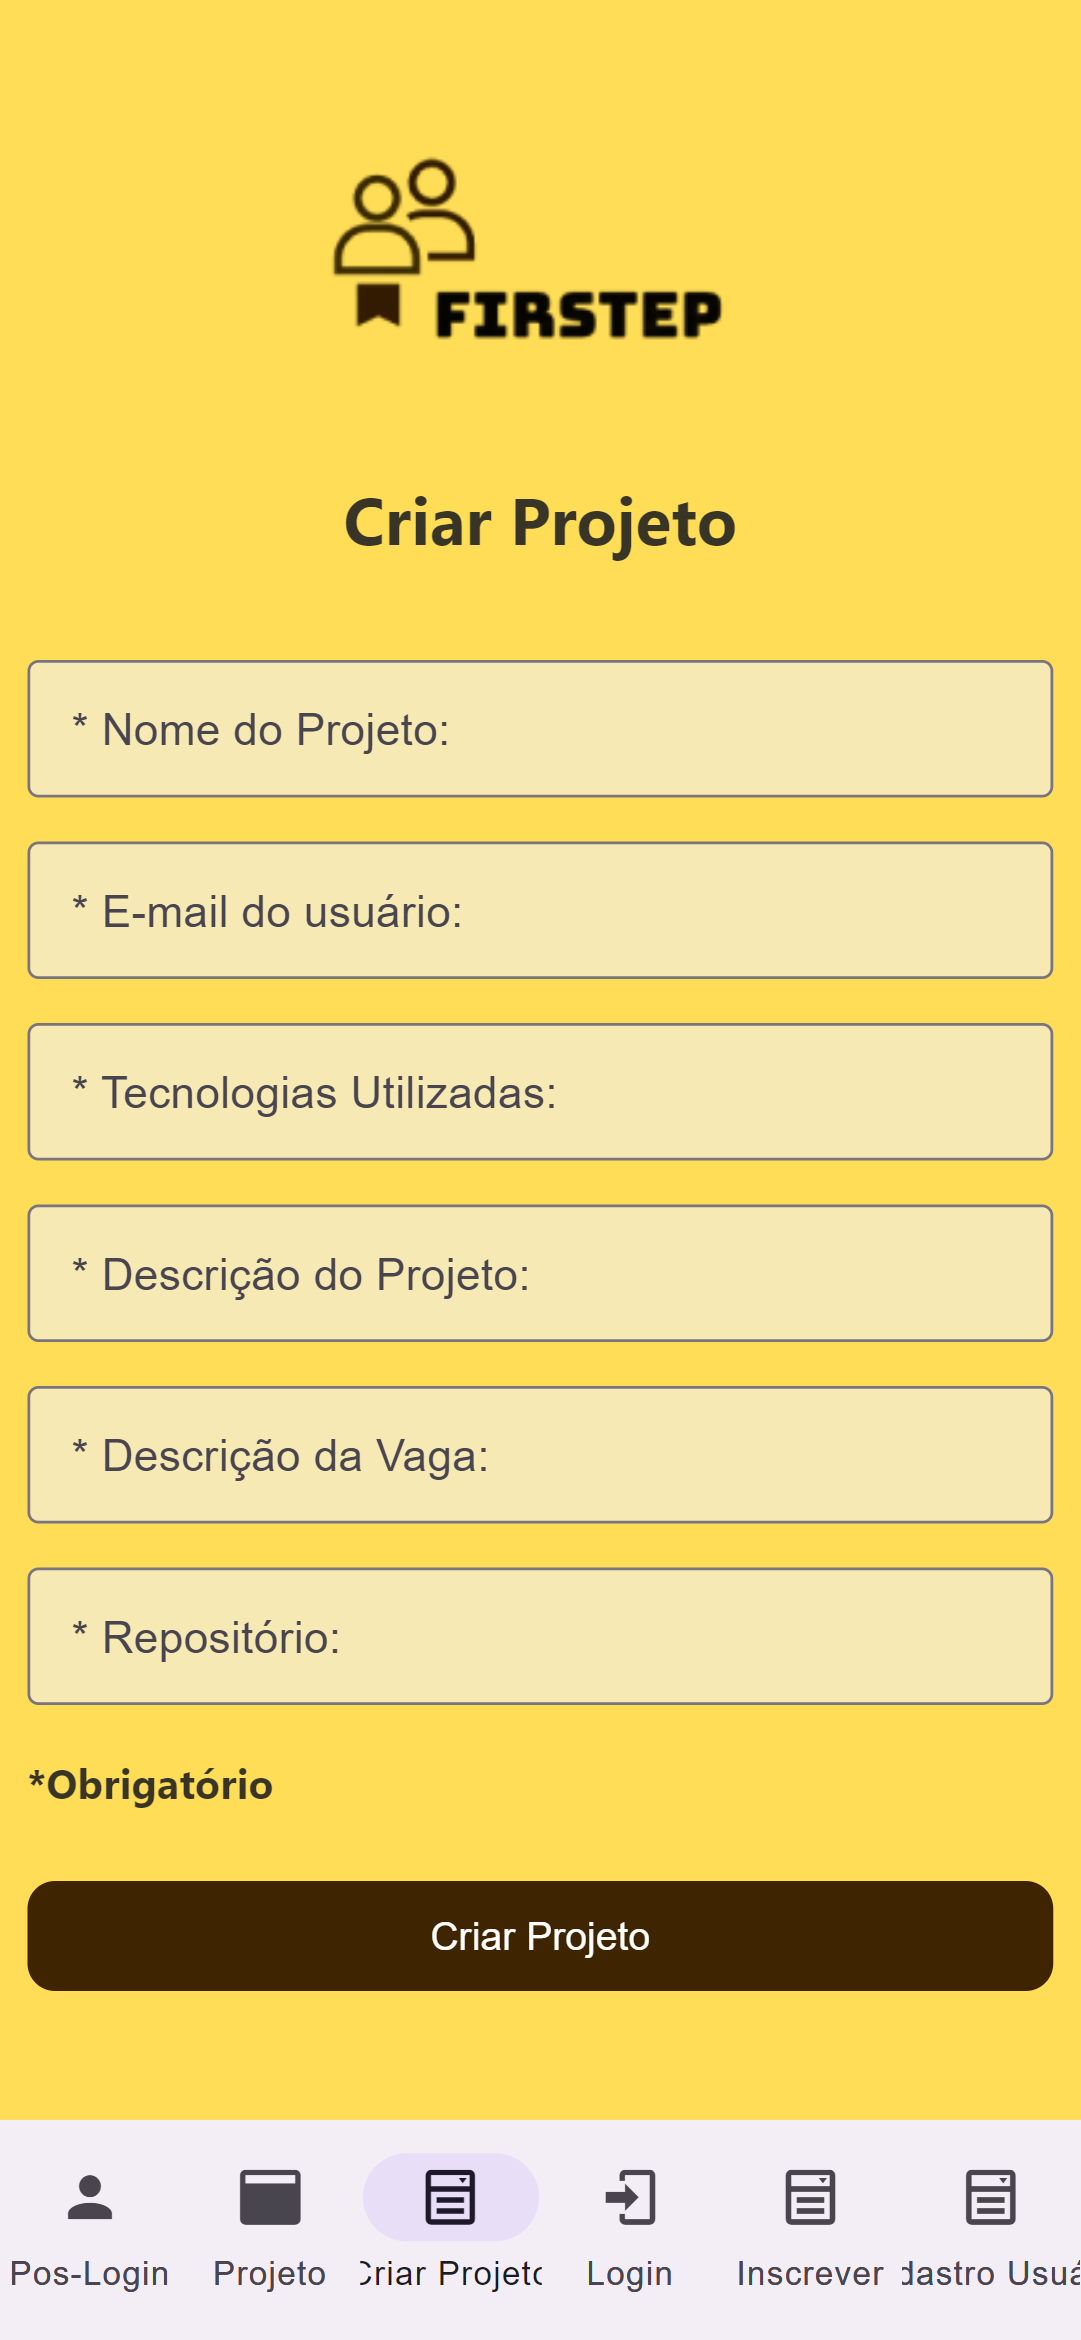 FIRSTEP
Criar Projeto
* Nome do Projeto:
* E-mail do usuário:
* Tecnologias Utilizadas:
* Descrição do Projeto:
* Descrição da Vaga:
* Repositório:
*Obrigatório
Criar Projeto
Pos-Login Projeto Criar Projeto Login Inscrever dastro Usuá